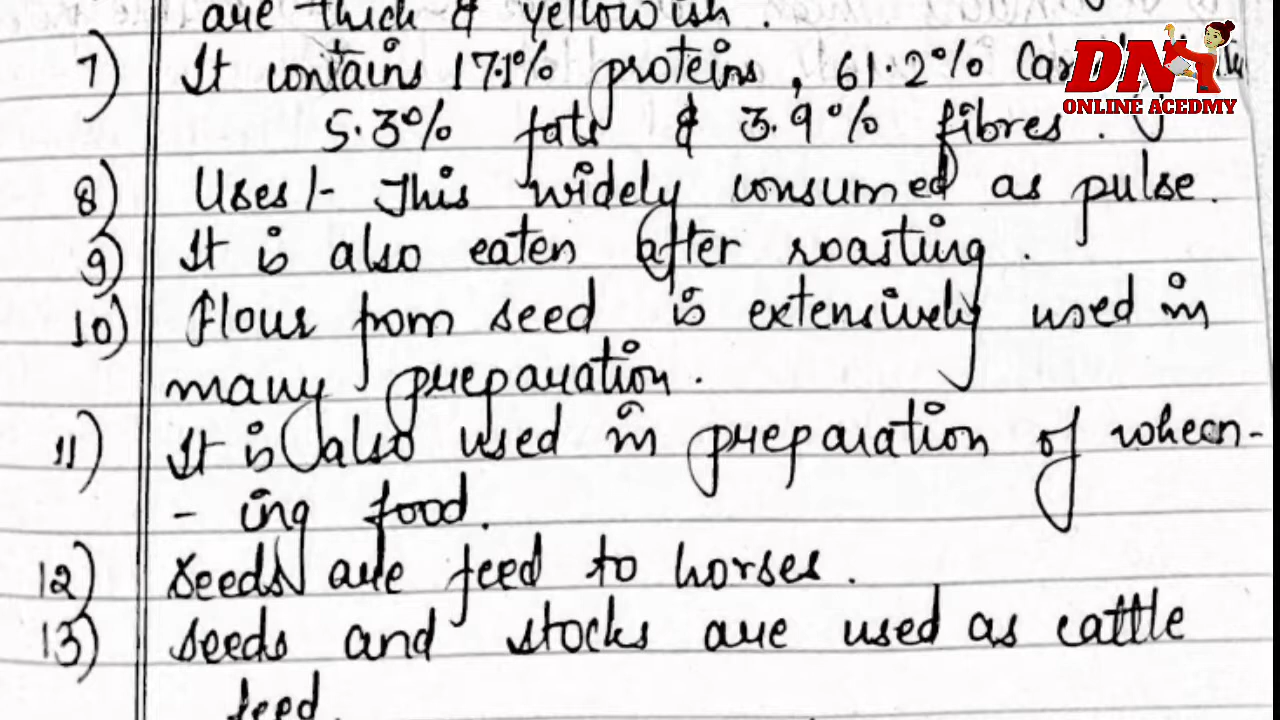 are thick & yellowish.
7) It contains 17.1% proteins, 61.2%
5.3% fats & 3.9% fibres.
8) Uses/- This widely consumed as pulse.
9) It is also eaten after roasting.
10) Flour from seed is extensively used in
many preparation.
11) It is also used in preparation of wheen-
- ing food.
12) Seeds are feed to horses.
13) Seeds and stocks are used as cattle
feed.
DN
ONLINE ACEDMY